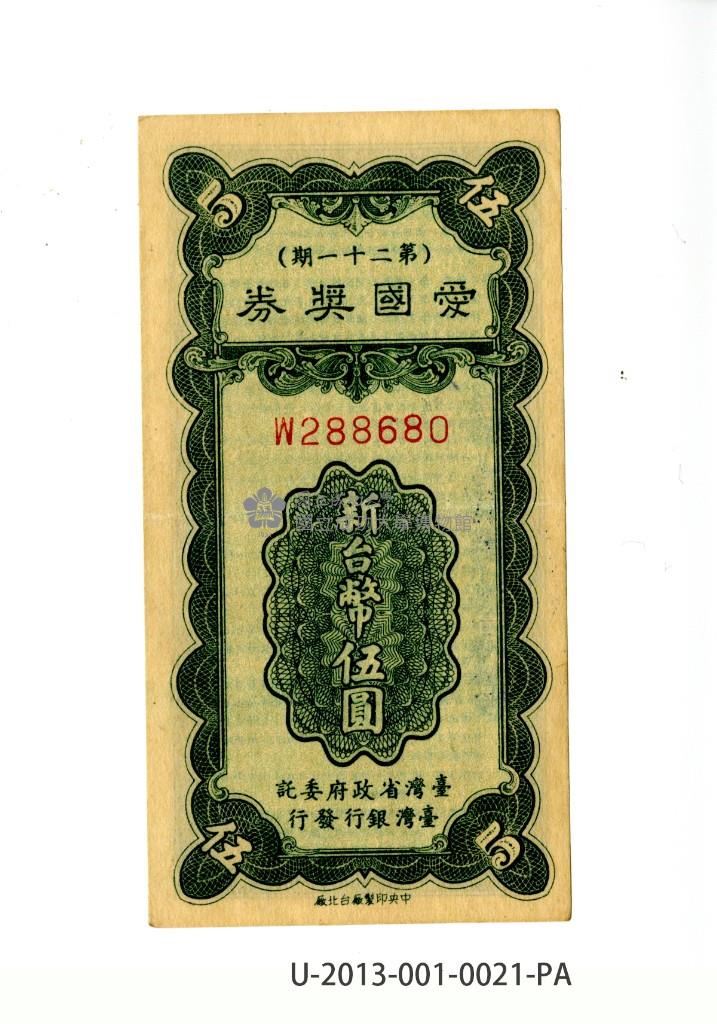 伍 5
(第二十一期)
愛國獎券
W288680
新台幣伍圓
臺灣省政府委託
臺灣銀行發行
伍 5
中央印製廠台北廠
U-2013-001-0021-PA